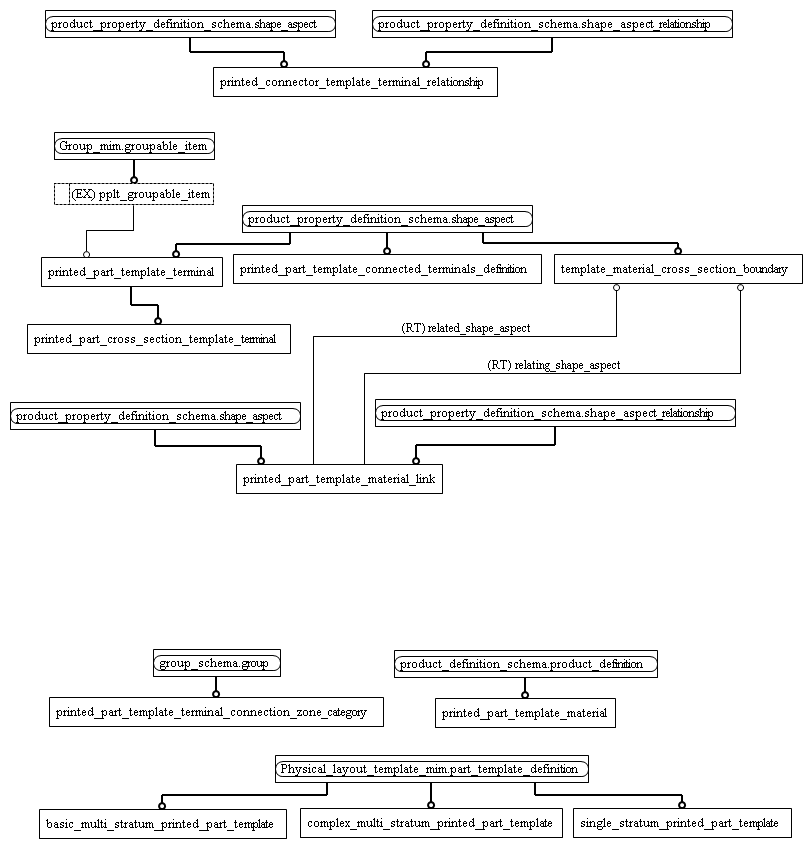 product_property_definition_schema.shape_aspect
product_property_definition_schema.shape_aspect_relationship
printed_connector_template_terminal_relationship
Group_mim.groupable_item
(EX) pplt_groupable_item
product_property_definition_schema.shape_aspect
printed_part_template_terminal
printed_part_template_connected_terminals_definition
template_material_cross_section_boundary
printed_part_cross_section_template_terminal
(RT) related_shape_aspect
(RT) relating_shape_aspect
product_property_definition_schema.shape_aspect
product_property_definition_schema.shape_aspect_relationship
printed_part_template_material_link
group_schema.group
product_definition_schema.product_definition
printed_part_template_terminal_connection_zone_category
printed_part_template_material
Physical_layout_template_mim.part_template_definition
basic_multi_stratum_printed_part_template
complex_multi_stratum_printed_part_template
single_stratum_printed_part_template